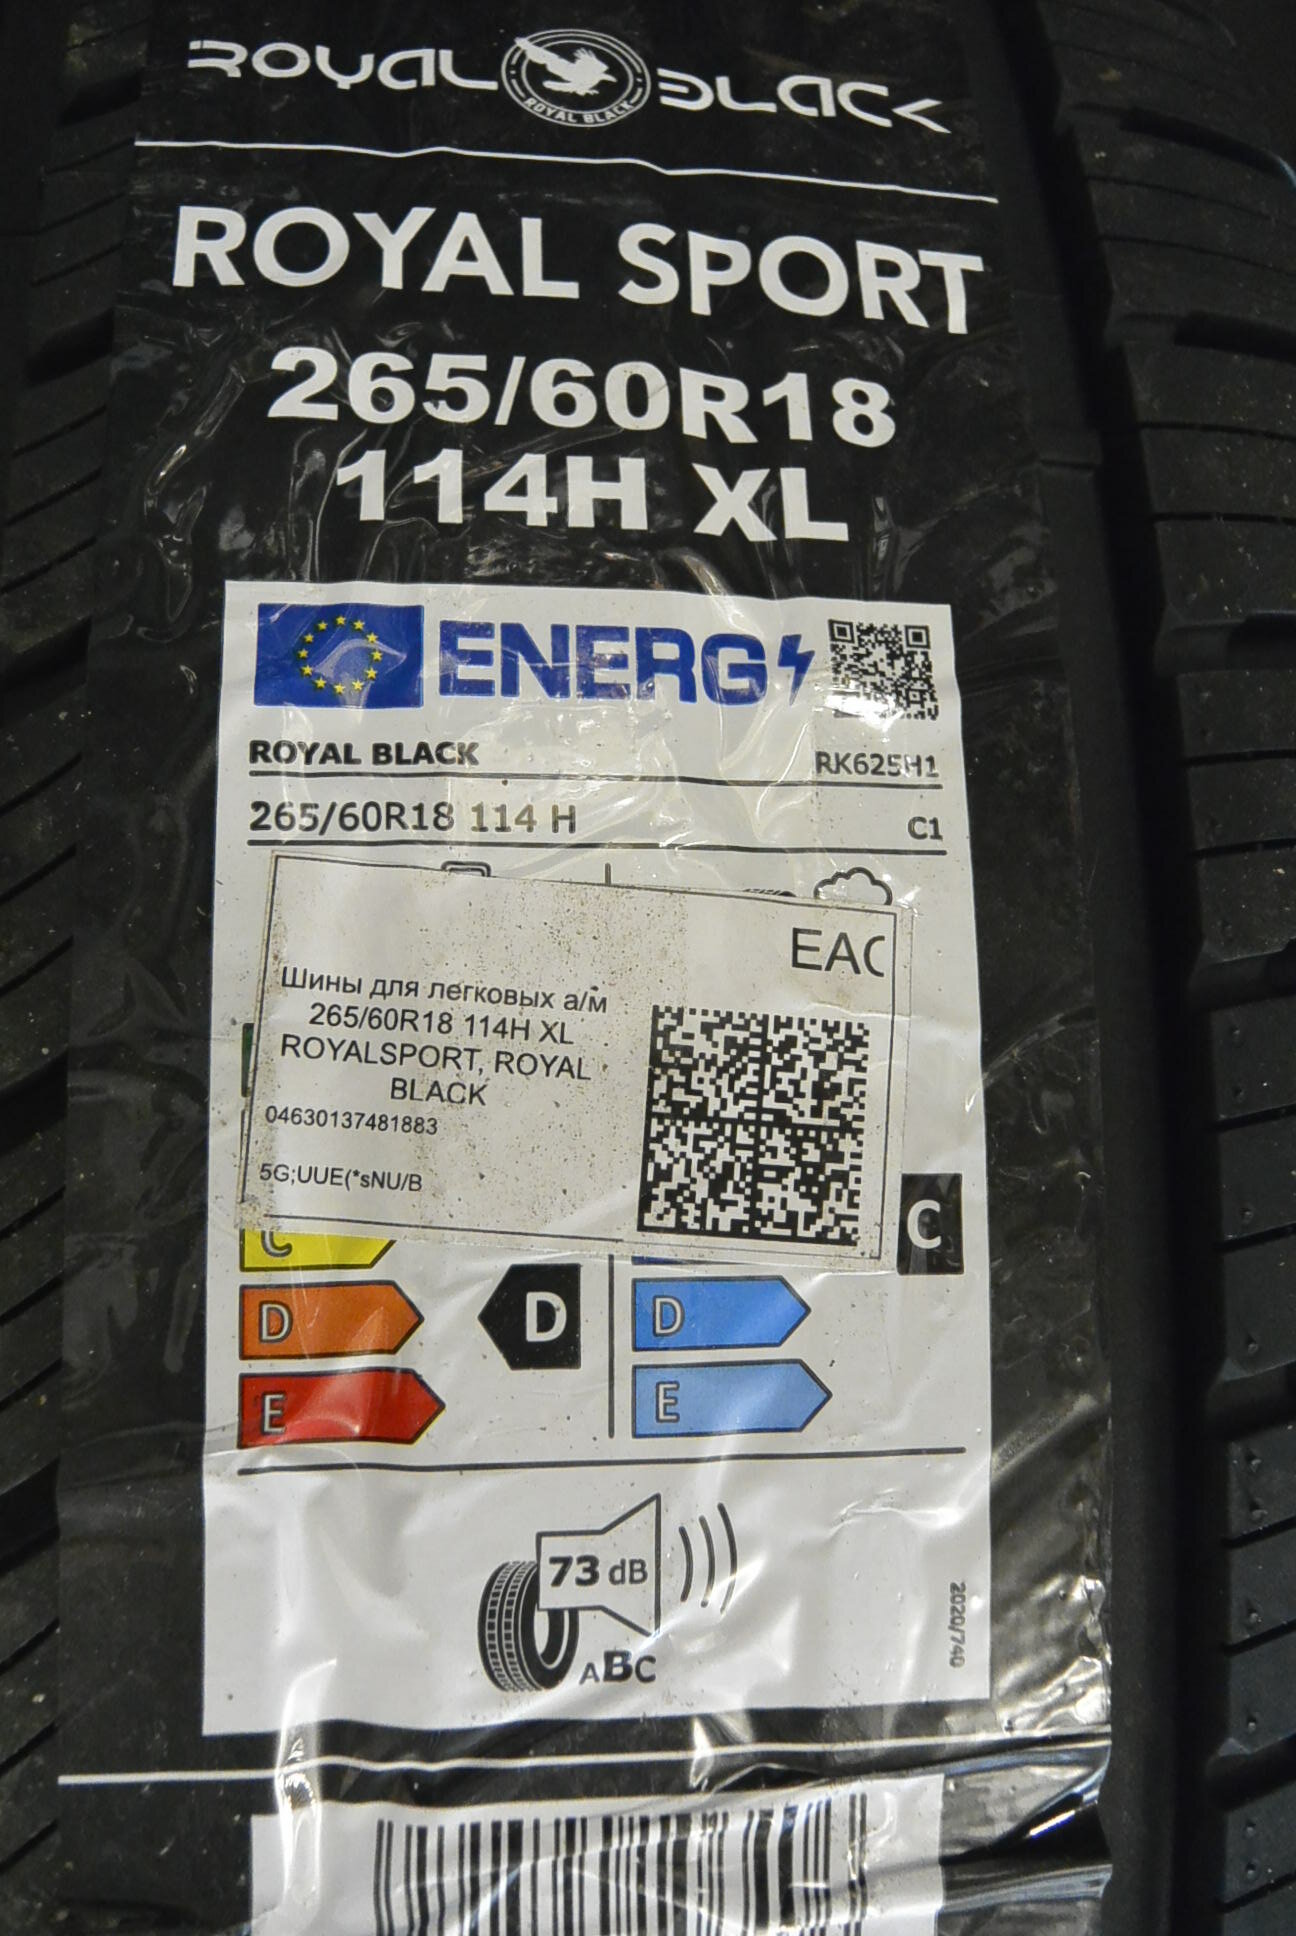 ROYAL BLACK
ROYAL BLACK
ROYAL SPORT
265/60R18
114H XL
ENERG
ROYAL BLACK
RK625H1
265/60R18 114 H
C1
EAC
Шины для легковых а/м
265/60R18 114H XL
ROYALSPORT, ROYAL
BLACK
04630137481883
5G;UUE(*sNU/B
C
C
D
D
D
E
E
73 dB
ABC
2020/740